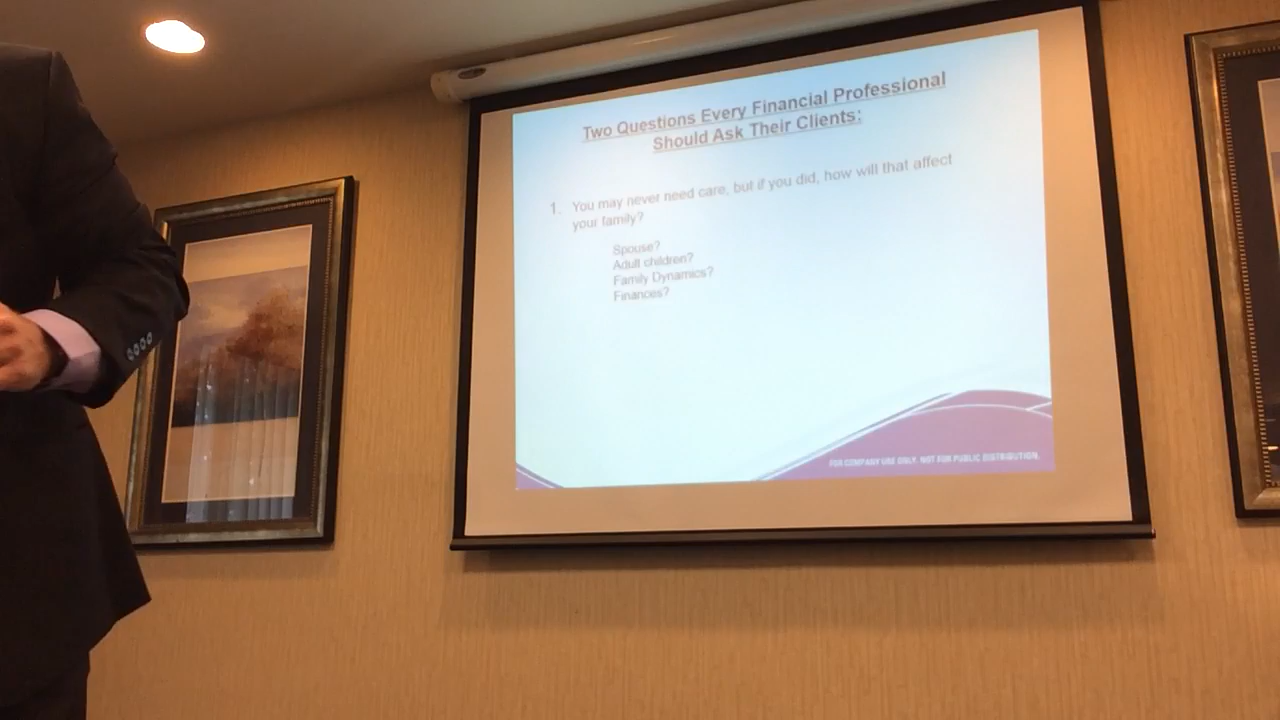 Two Questions Every Financial Professional
Should Ask Their Clients:
1. You may never need care, but if you did, how will that affect
your family?
Spouse?
Adult children?
Family Dynamics?
Finances?
FOR COMPANY USE ONLY. NOT FOR PUBLIC DISTRIBUTION.